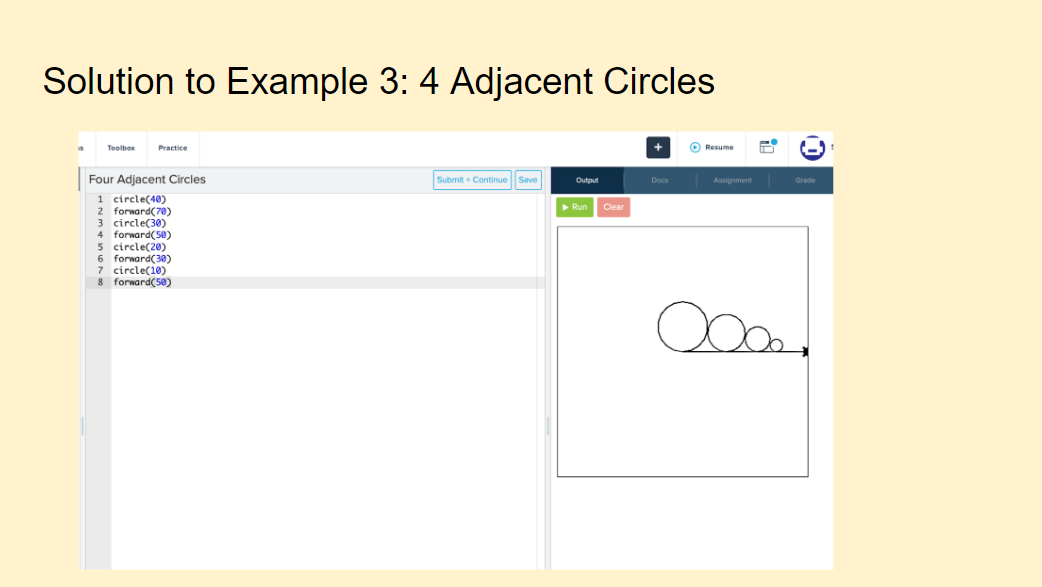 Solution to Example 3: 4 Adjacent Circles
Toolbox Practice + Resume
Four Adjacent Circles Submit + Continue Save
Output Docs Assignment Grade
Run Clear
1 circle(40)
2 forward(70)
3 circle(30)
4 forward(50)
5 circle(20)
6 forward(30)
7 circle(10)
8 forward(50)